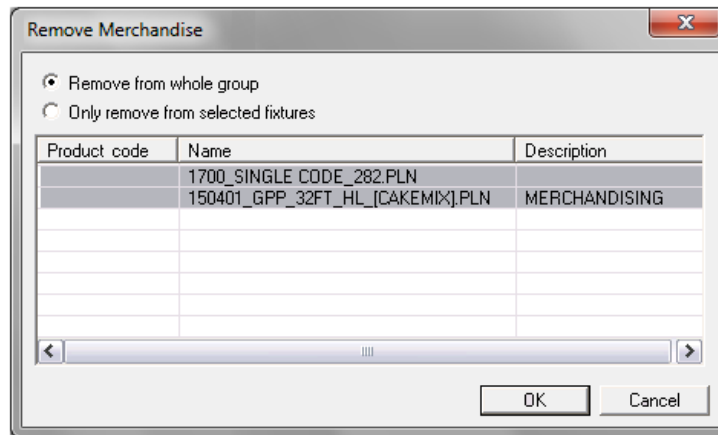 Remove Merchandise
Remove from whole group
Only remove from selected fixtures
Product code Name Description
1700_SINGLE CODE_282.PLN
150401_GPP_32FT_HL_[CAKEMIX].PLN MERCHANDISING
OK Cancel